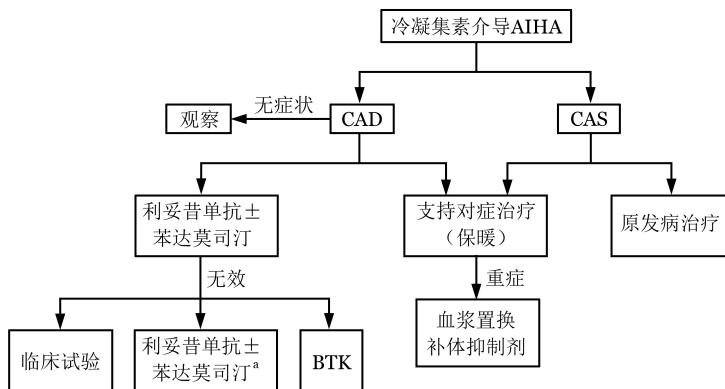 冷凝集素介导AIHA
无症状
观察
CAD
CAS
利妥昔单抗±
苯达莫司汀
支持对症治疗
（保暖）
原发病治疗
无效
重症
临床试验
利妥昔单抗±
苯达莫司汀a
BTK
血浆置换
补体抑制剂